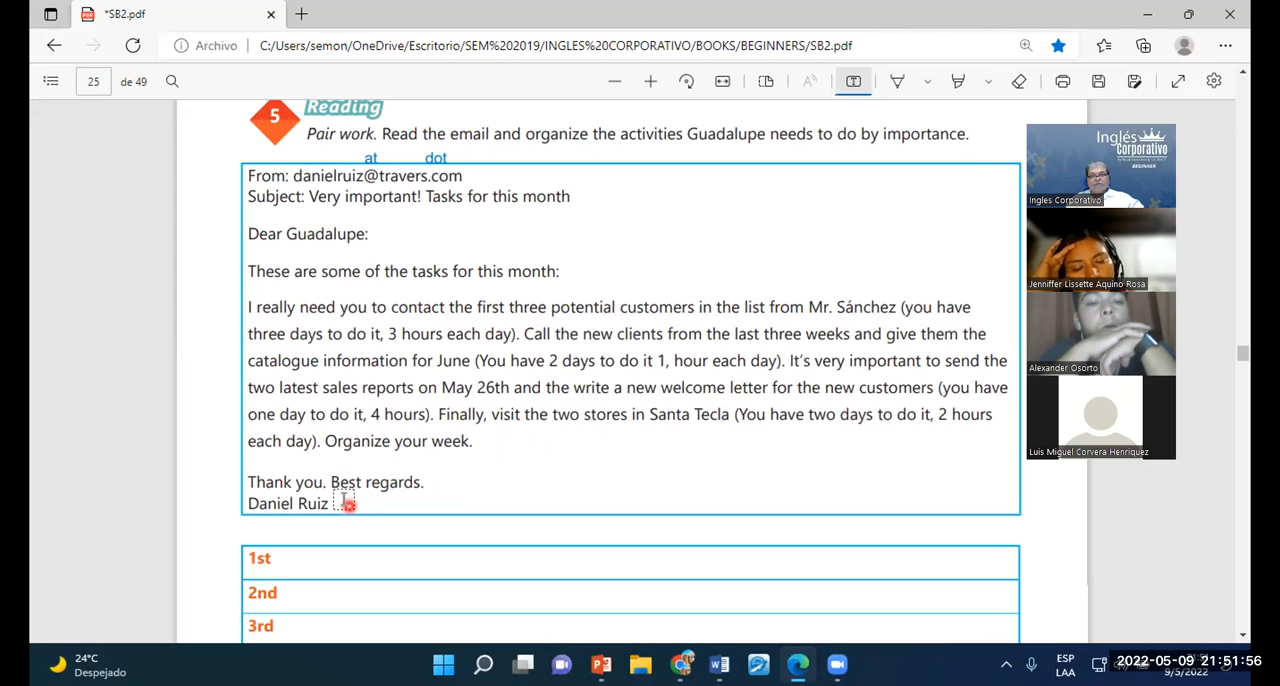 *SB2.pdf
Archivo
C:/Users/semon/OneDrive/Escritorio/SEM%202019/INGLES%20CORPORATIVO/BOOKS/BEGINNERS/SB2.pdf
25 de 49
5 Reading
Pair work. Read the email and organize the activities Guadalupe needs to do by importance.
at dot
From: danielruiz@travers.com
Subject: Very important! Tasks for this month
Dear Guadalupe:
These are some of the tasks for this month:
I really need you to contact the first three potential customers in the list from Mr. Sánchez (you have
three days to do it, 3 hours each day). Call the new clients from the last three weeks and give them the
catalogue information for June (You have 2 days to do it 1, hour each day). It's very important to send the
two latest sales reports on May 26th and the write a new welcome letter for the new customers (you have
one day to do it, 4 hours). Finally, visit the two stores in Santa Tecla (You have two days to do it, 2 hours
each day). Organize your week.
Thank you. Best regards.
Daniel Ruiz
1st
2nd
3rd
Inglés
Corporativo
BEGINNER
Ingles Corporativo
Jenniffer Lissette Aquino Rosa
Alexander Osorto
Luis Miguel Corvera Henriquez
24°C
Despejado
ESP
LAA
2022-05-09 21:51:56
9/5/2022